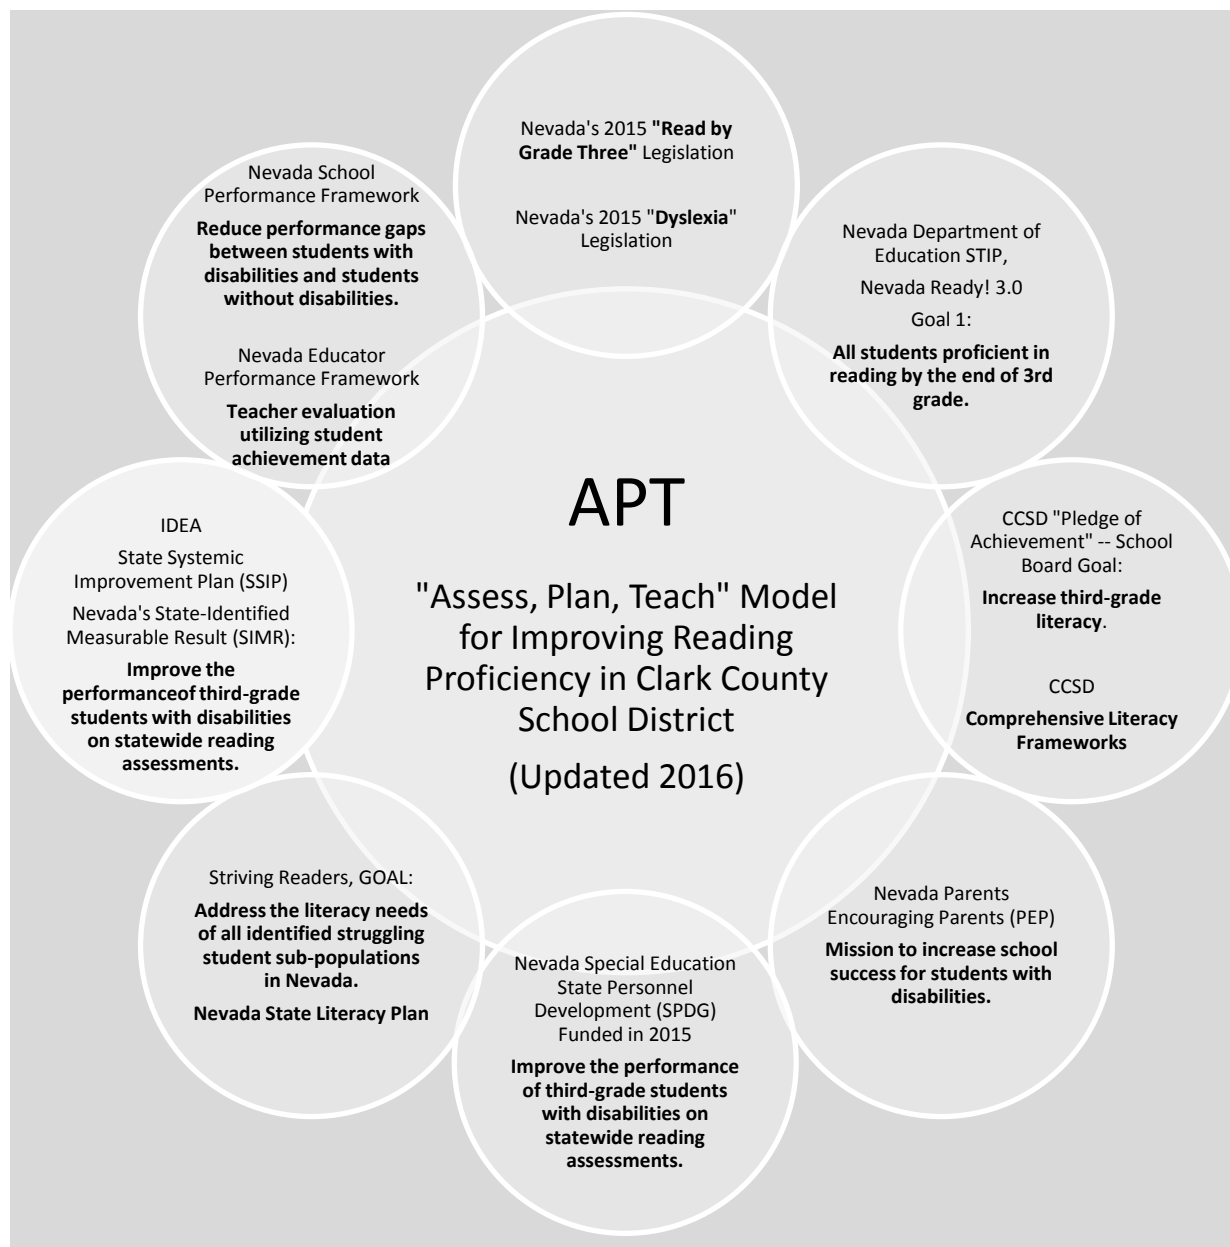 Nevada's 2015 "Read by
Grade Three" Legislation
Nevada's 2015 "Dyslexia"
Legislation
Nevada Department of
Education STIP,
Nevada Ready! 3.0
Goal 1:
All students proficient in
reading by the end of 3rd
grade.
CCSD "Pledge of
Achievement" -- School
Board Goal:
Increase third-grade
literacy.
CCSD
Comprehensive Literacy
Frameworks
Nevada Parents
Encouraging Parents (PEP)
Mission to increase school
success for students with
disabilities.
Nevada Special Education
State Personnel
Development (SPDG)
Funded in 2015
Improve the performance
of third-grade students
with disabilities on
statewide reading
assessments.
Striving Readers, GOAL:
Address the literacy needs
of all identified struggling
student sub-populations
in Nevada.
Nevada State Literacy Plan
IDEA
State Systemic
Improvement Plan (SSIP)
Nevada's State-Identified
Measurable Result (SIMR):
Improve the
performanceof third-grade
students with disabilities
on statewide reading
assessments.
Nevada School
Performance Framework
Reduce performance gaps
between students with
disabilities and students
without disabilities.
Nevada Educator
Performance Framework
Teacher evaluation
utilizing student
achievement data
APT
"Assess, Plan, Teach" Model
for Improving Reading
Proficiency in Clark County
School District
(Updated 2016)